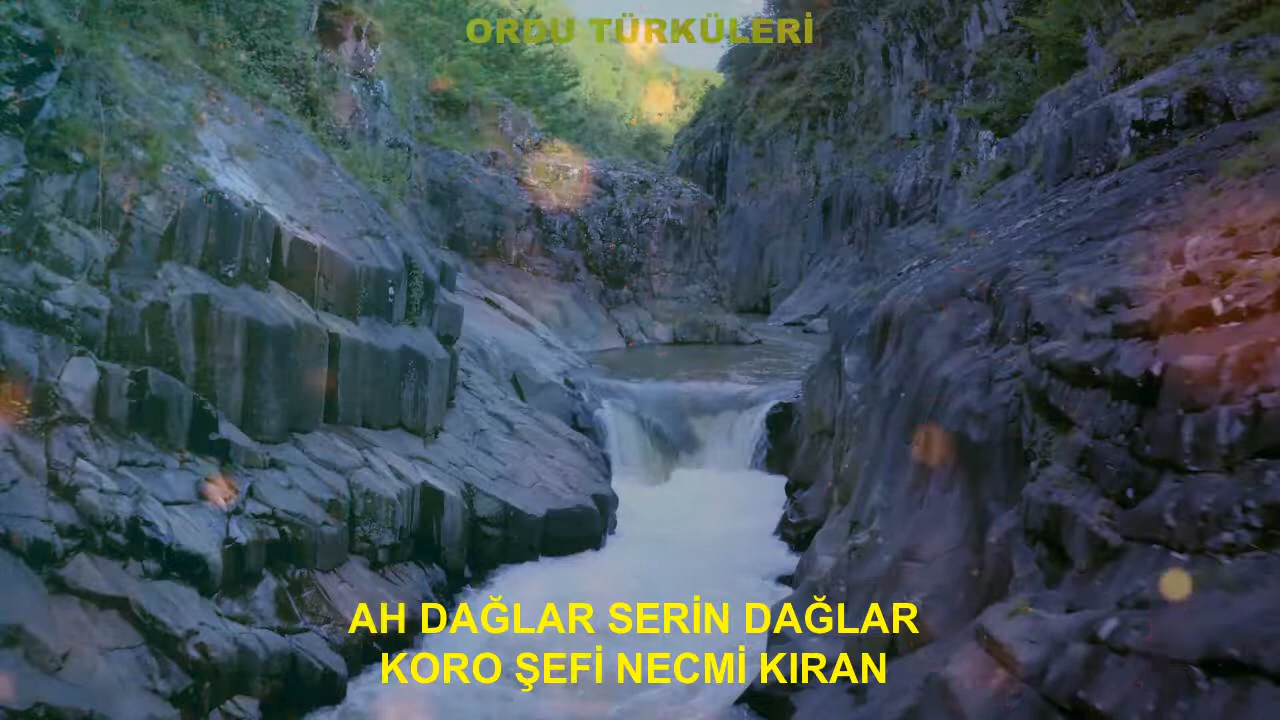 ORDU TÜRKÜLERİ
AH DAĞLAR SERİN DAĞLAR
KORO ŞEFİ NECMİ KIRAN